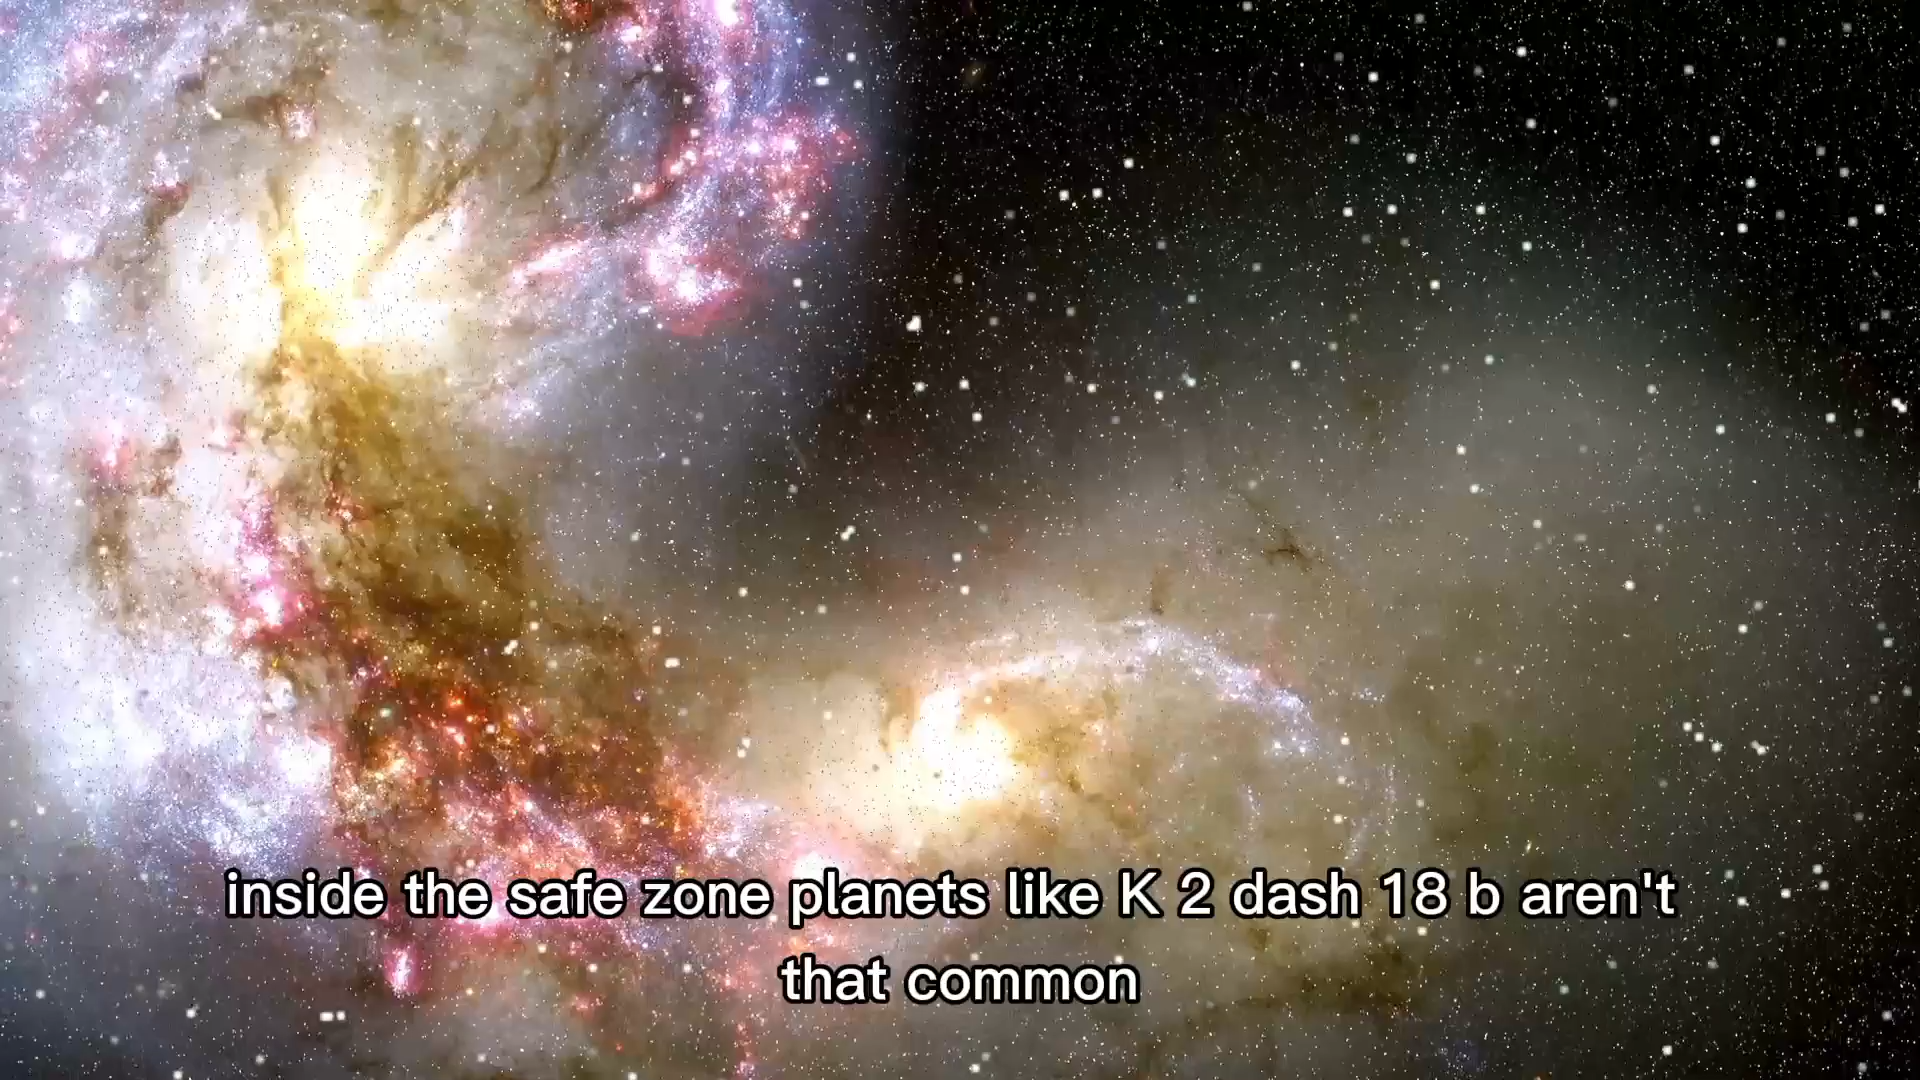 inside the safe zone planets like K 2 dash 18 b aren't
that common